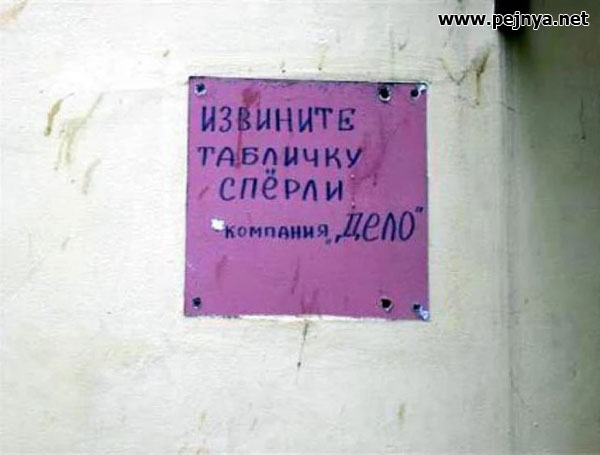 www.pejnya.net
ИЗВИНИТЕ
ТАБЛИЧКУ
СПЁРЛИ
КОМПАНИЯ „ДЕЛО"